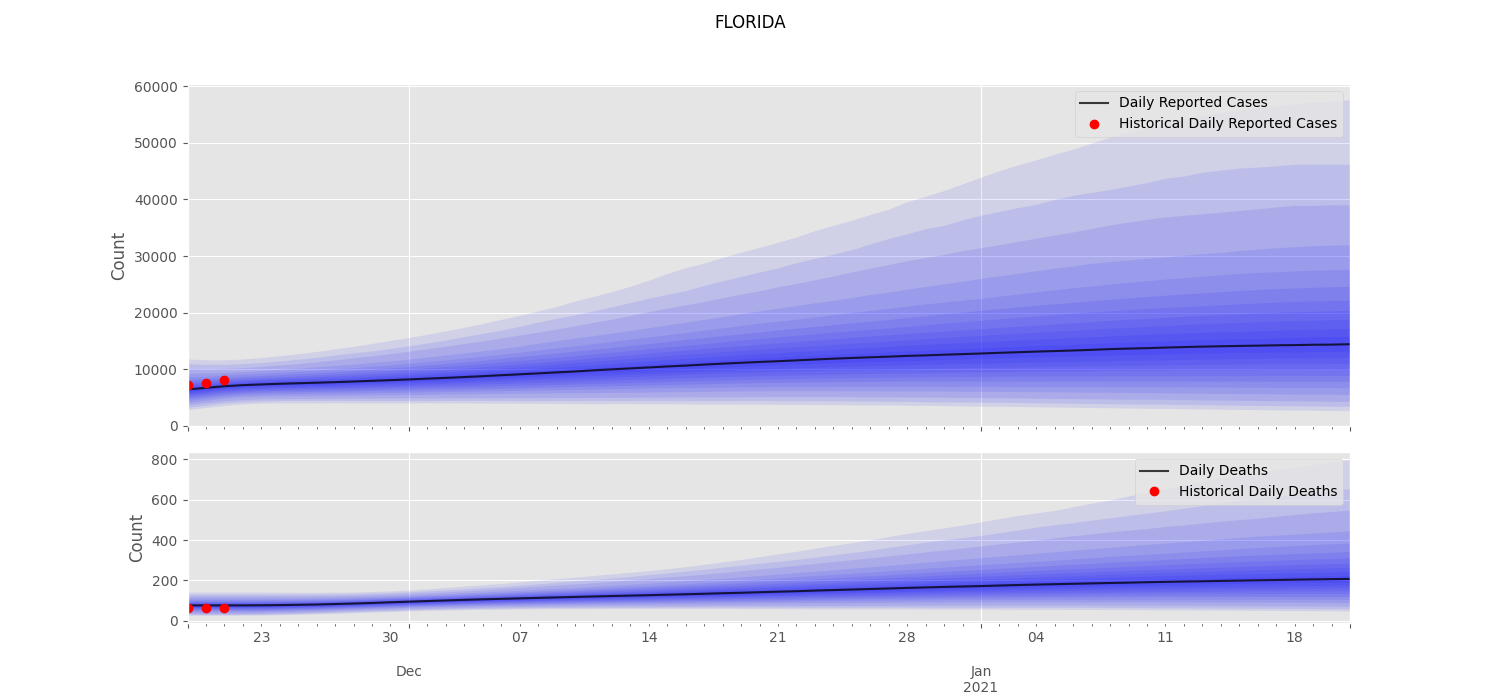 FLORIDA
60000
50000
40000
30000
20000
10000
0
Count
Daily Reported Cases
Historical Daily Reported Cases
800
600
400
200
0
Count
Daily Deaths
Historical Daily Deaths
23 30 07 14 21 28 04 11 18
Dec Jan
2021